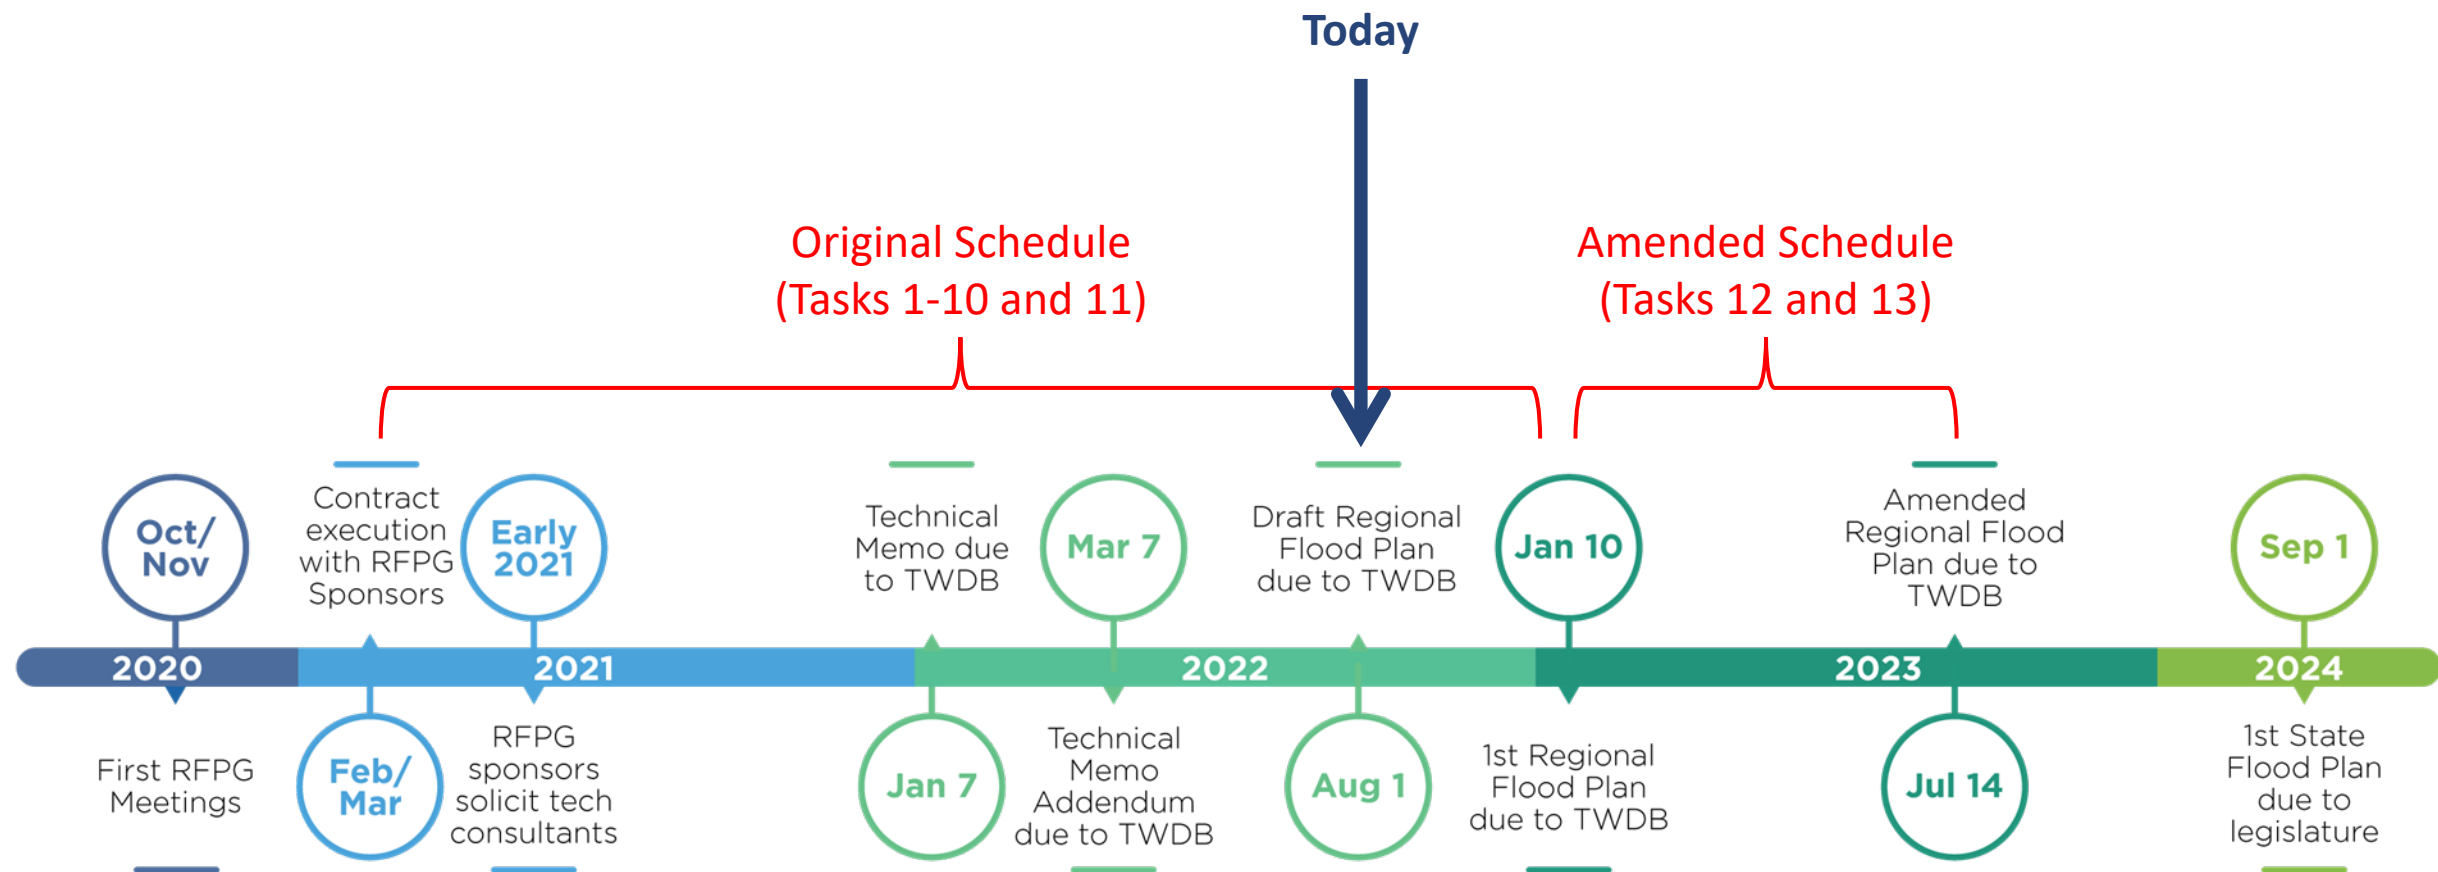 Today
Original Schedule
(Tasks 1-10 and 11)
Amended Schedule
(Tasks 12 and 13)
Oct/
Nov
Contract
execution
with RFPG
Sponsors
Early
2021
Technical
Memo due
to TWDB
Mar 7
Draft Regional
Flood Plan
due to TWDB
Jan 10
Amended
Regional Flood
Plan due to
TWDB
Sep 1
2020
2021
2022
2023
2024
First RFPG
Meetings
Feb/
Mar
RFPG
sponsors
solicit tech
consultants
Jan 7
Technical
Memo
Addendum
due to TWDB
Aug 1
1st Regional
Flood Plan
due to TWDB
Jul 14
1st State
Flood Plan
due to
legislature